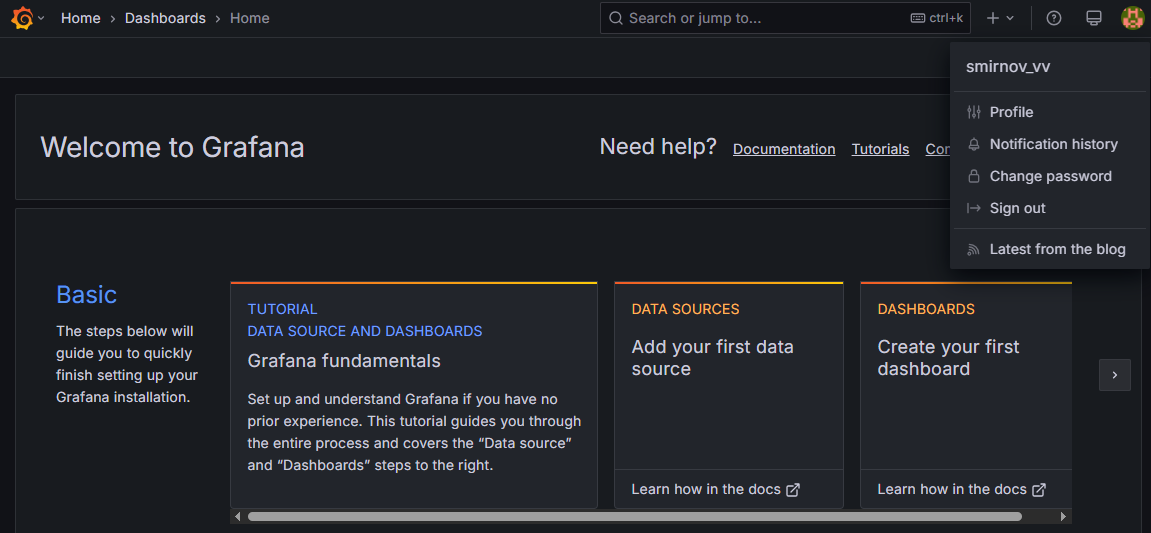 Home › Dashboards › Home
Search or jump to...
ctrl+k
smirnov_vv
Profile
Notification history
Change password
Sign out
Latest from the blog
Welcome to Grafana
Need help?
Documentation
Tutorials
Basic
The steps below will
guide you to quickly
finish setting up your
Grafana installation.
TUTORIAL
DATA SOURCE AND DASHBOARDS
Grafana fundamentals
Set up and understand Grafana if you have no
prior experience. This tutorial guides you through
the entire process and covers the “Data source”
and “Dashboards” steps to the right.
DATA SOURCES
Add your first data
source
Learn how in the docs
DASHBOARDS
Create your first
dashboard
Learn how in the docs